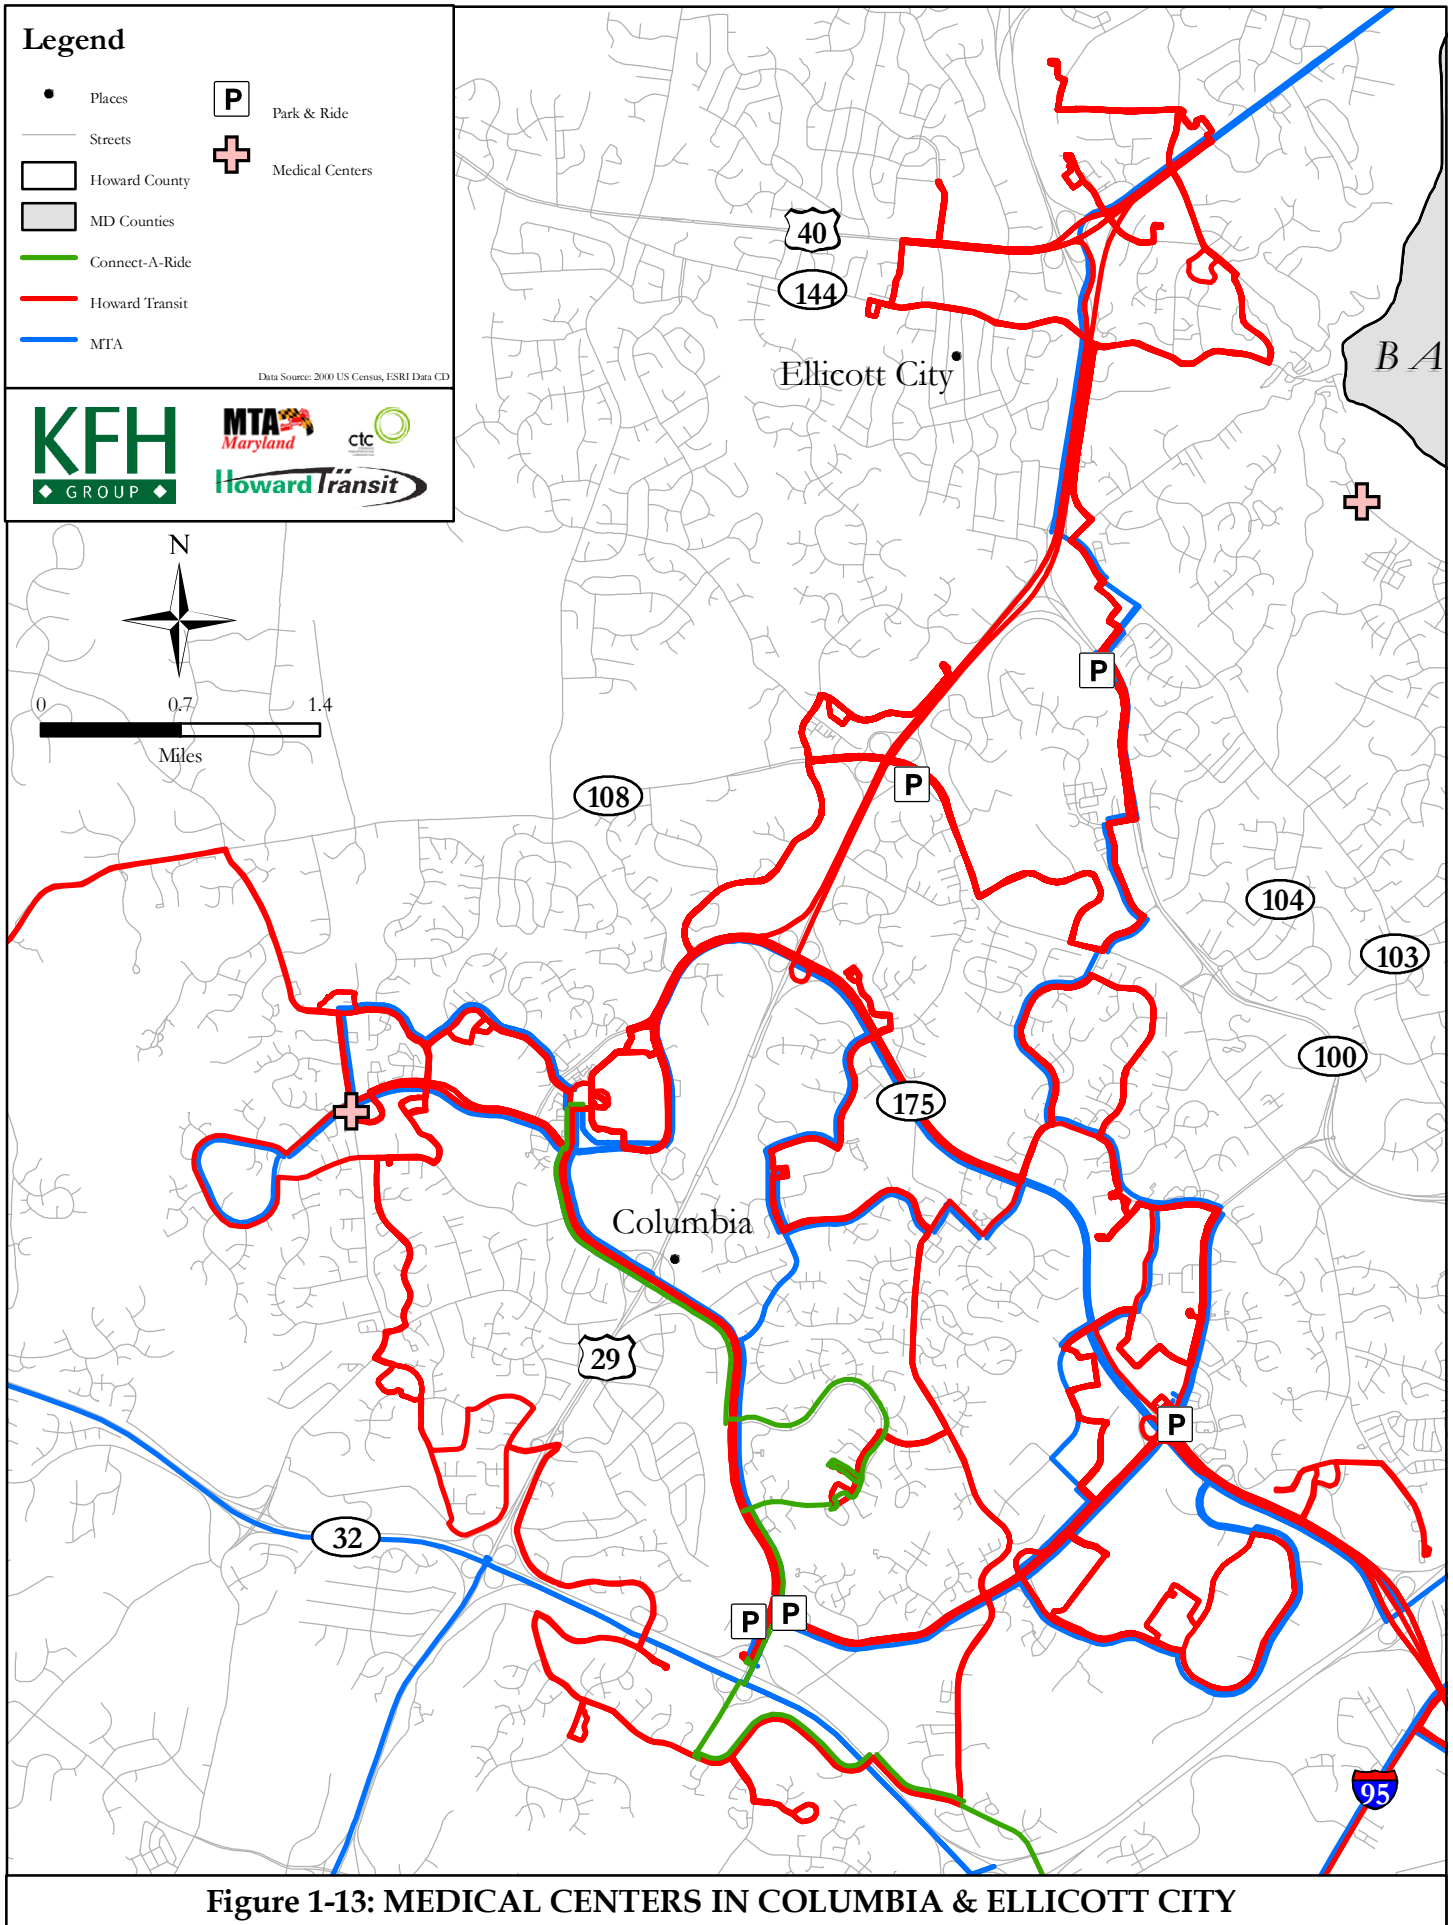 Legend
Places
Streets
Howard County
MD Counties
Connect-A-Ride
Howard Transit
MTA
P
Park & Ride
Medical Centers
Data Source: 2000 US Census, ESRI Data CD
KFH
GROUP
MTA
Maryland
ctc
Howard Transit
N
0 0.7 1.4
Miles
40
144
Ellicott City
B A
P
P
108
104
103
100
175
Columbia
29
P
32
P P
95
Figure 1-13: MEDICAL CENTERS IN COLUMBIA & ELLICOTT CITY